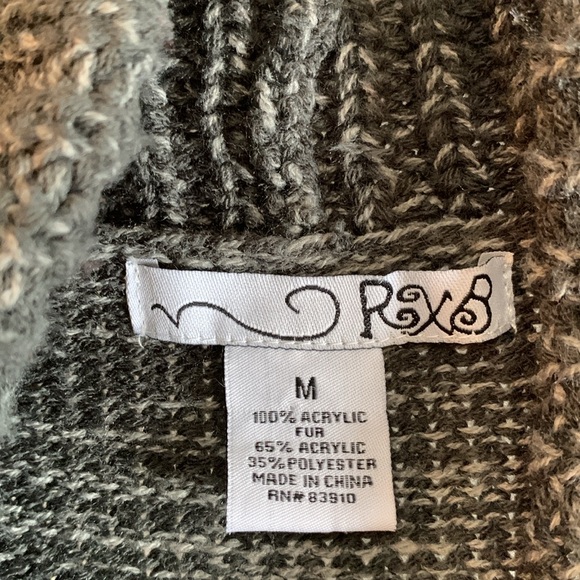 RXB
M
100% ACRYLIC
FUR
65% ACRYLIC
35% POLYESTER
MADE IN CHINA
RN# 83910